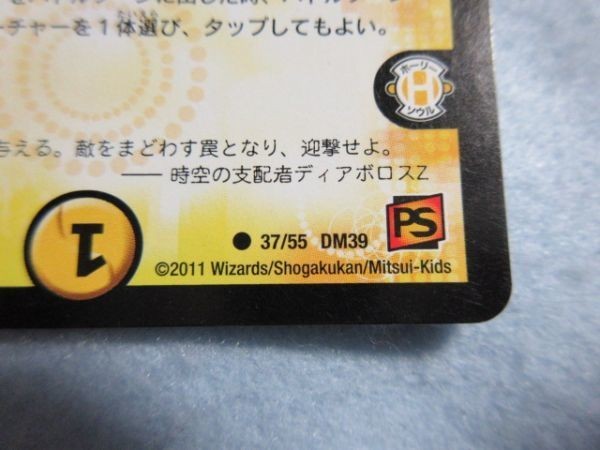 ーチャーを1体選び、タップしてもよい。
ホーリー
H
ソウル
与える。敵をまどわす罠となり、迎撃せよ。
── 時空の支配者ディアボロスZ
1
● 37/55 DM39
PS
©2011 Wizards/Shogakukan/Mitsui-Kids